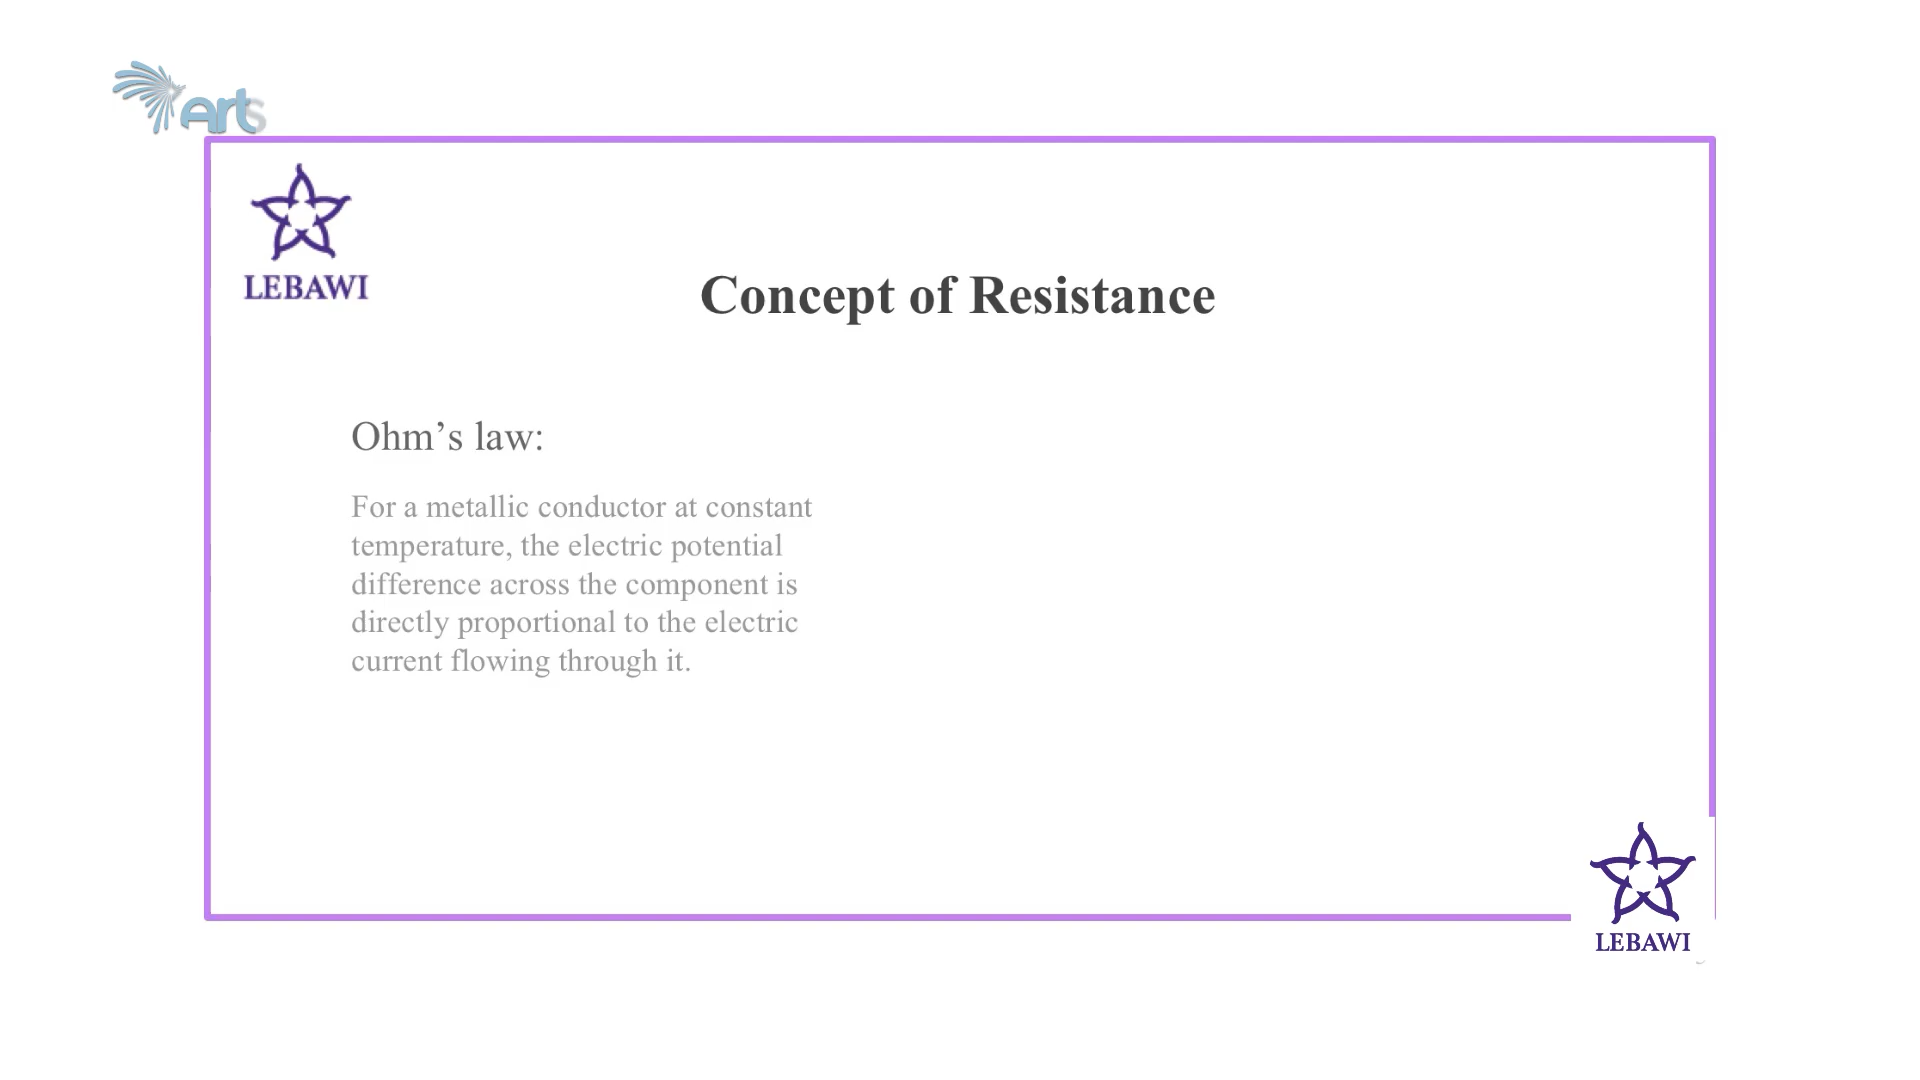 Arts
LEBAWI
Concept of Resistance
Ohm’s law:
For a metallic conductor at constant
temperature, the electric potential
difference across the component is
directly proportional to the electric
current flowing through it.
LEBAWI